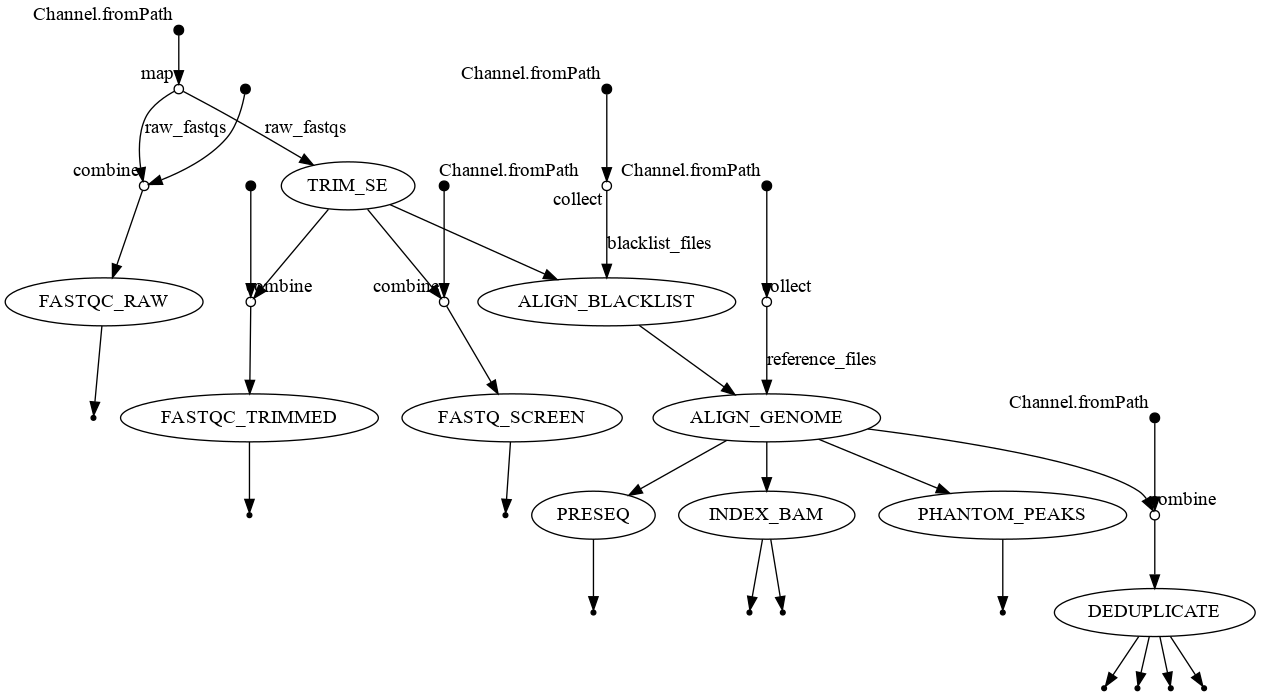 Channel.fromPath
map
Channel.fromPath
raw_fastqs
raw_fastqs
combine
TRIM_SE
Channel.fromPath
collect
Channel.fromPath
blacklist_files
FASTQC_RAW
combine
combine
ALIGN_BLACKLIST
collect
reference_files
FASTQC_TRIMMED
FASTQ_SCREEN
ALIGN_GENOME
Channel.fromPath
PRESEQ
INDEX_BAM
PHANTOM_PEAKS
combine
DEDUPLICATE